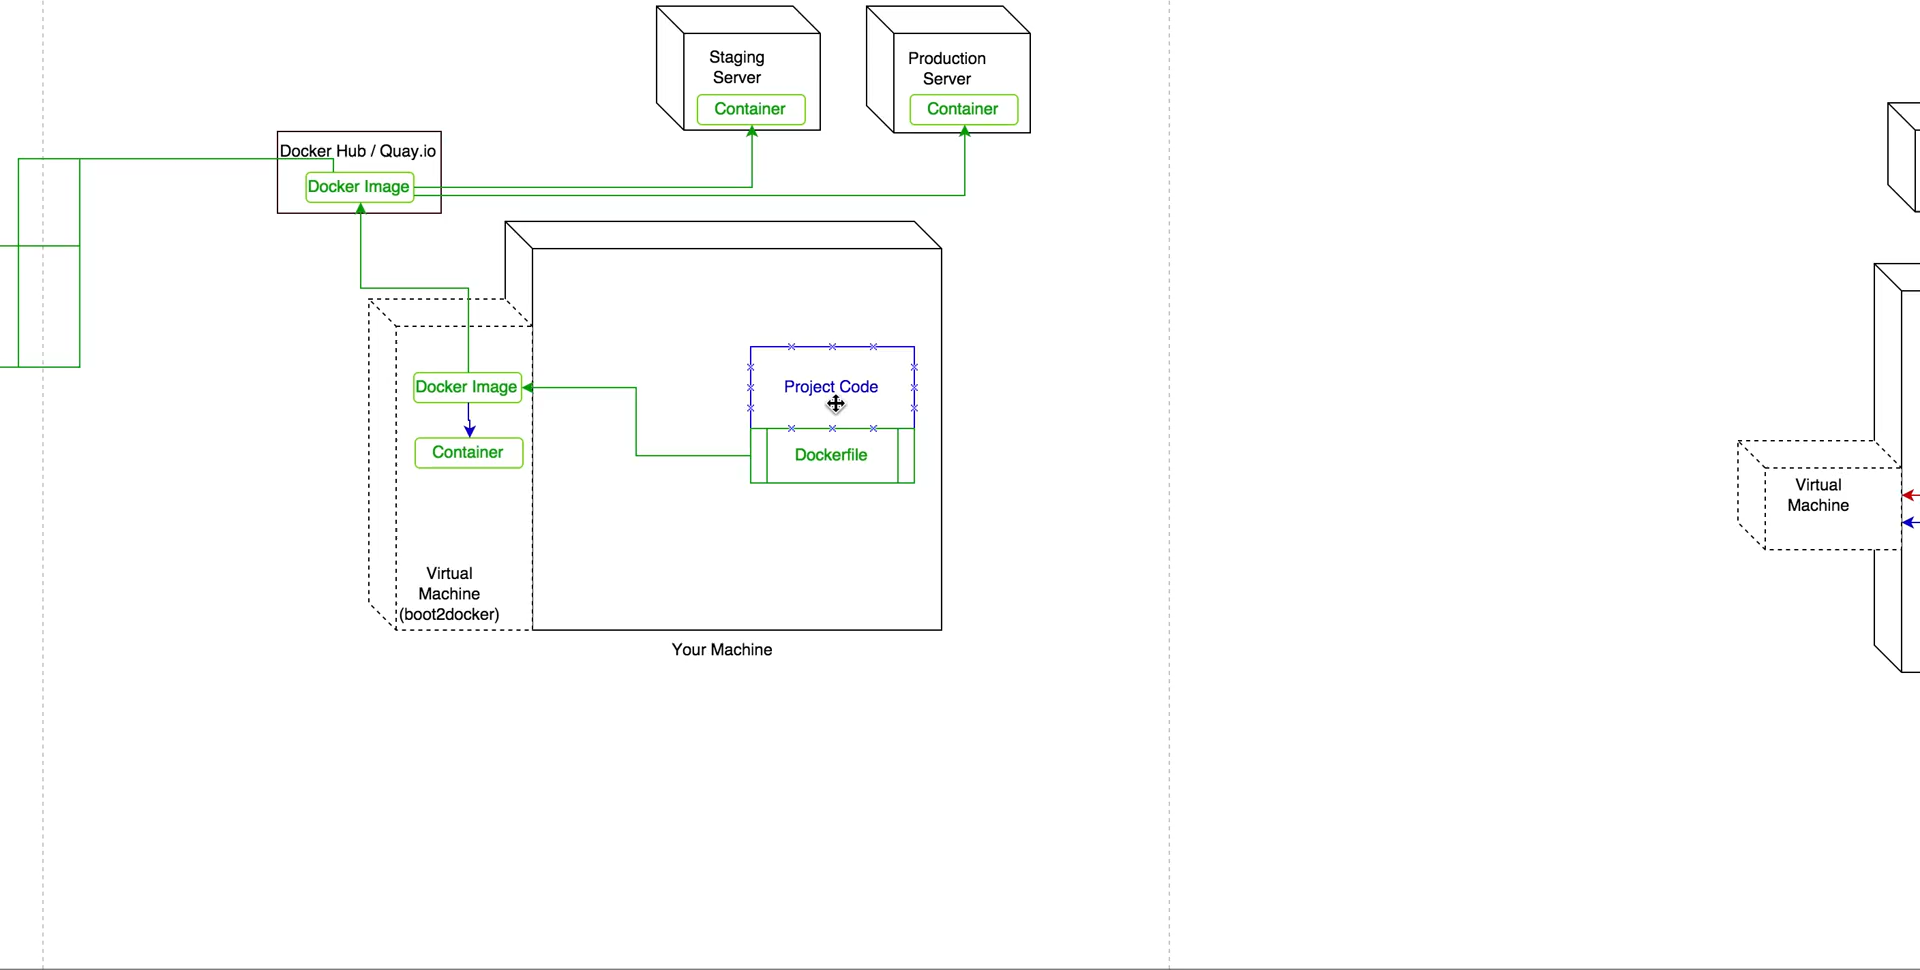 Staging
Server
Container
Production
Server
Container
Docker Hub / Quay.io
Docker Image
Docker Image
Container
Project Code
Dockerfile
Virtual
Machine
(boot2docker)
Your Machine
Virtual
Machine